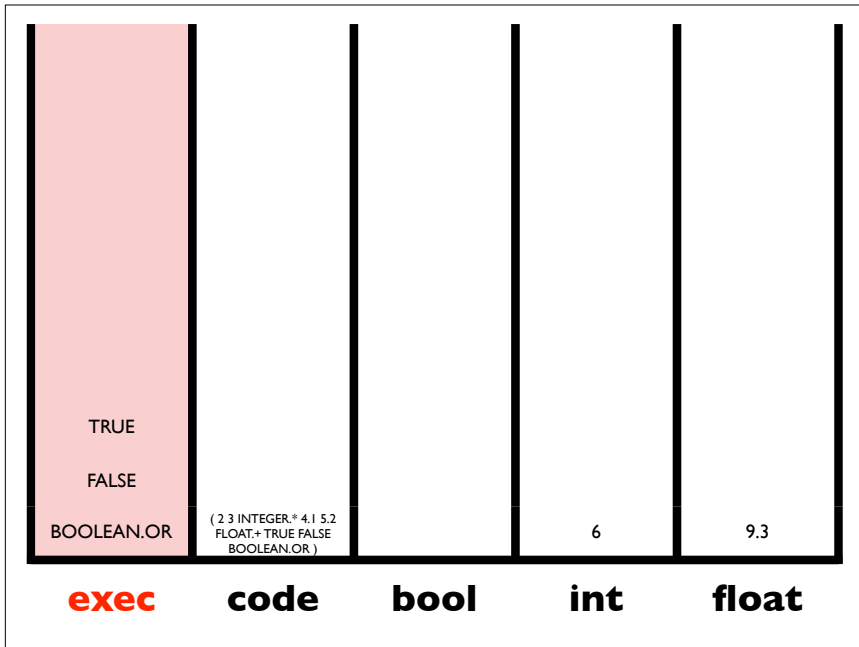 TRUE
FALSE
BOOLEAN.OR
( 2 3 INTEGER.* 4.1 5.2
FLOAT.+ TRUE FALSE
BOOLEAN.OR )
6
9.3
exec
code
bool
int
float